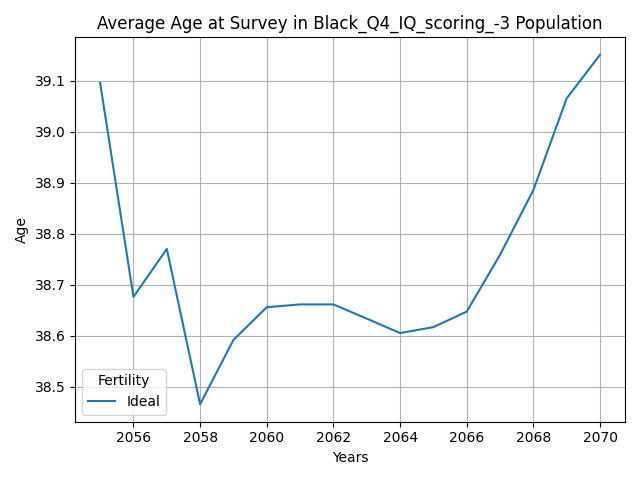 Average Age at Survey in Black_Q4_IQ_scoring_-3 Population
39.1
39.0
38.9
38.8
38.7
38.6
38.5
Age
Fertility
Ideal
2056 2058 2060 2062 2064 2066 2068 2070
Years